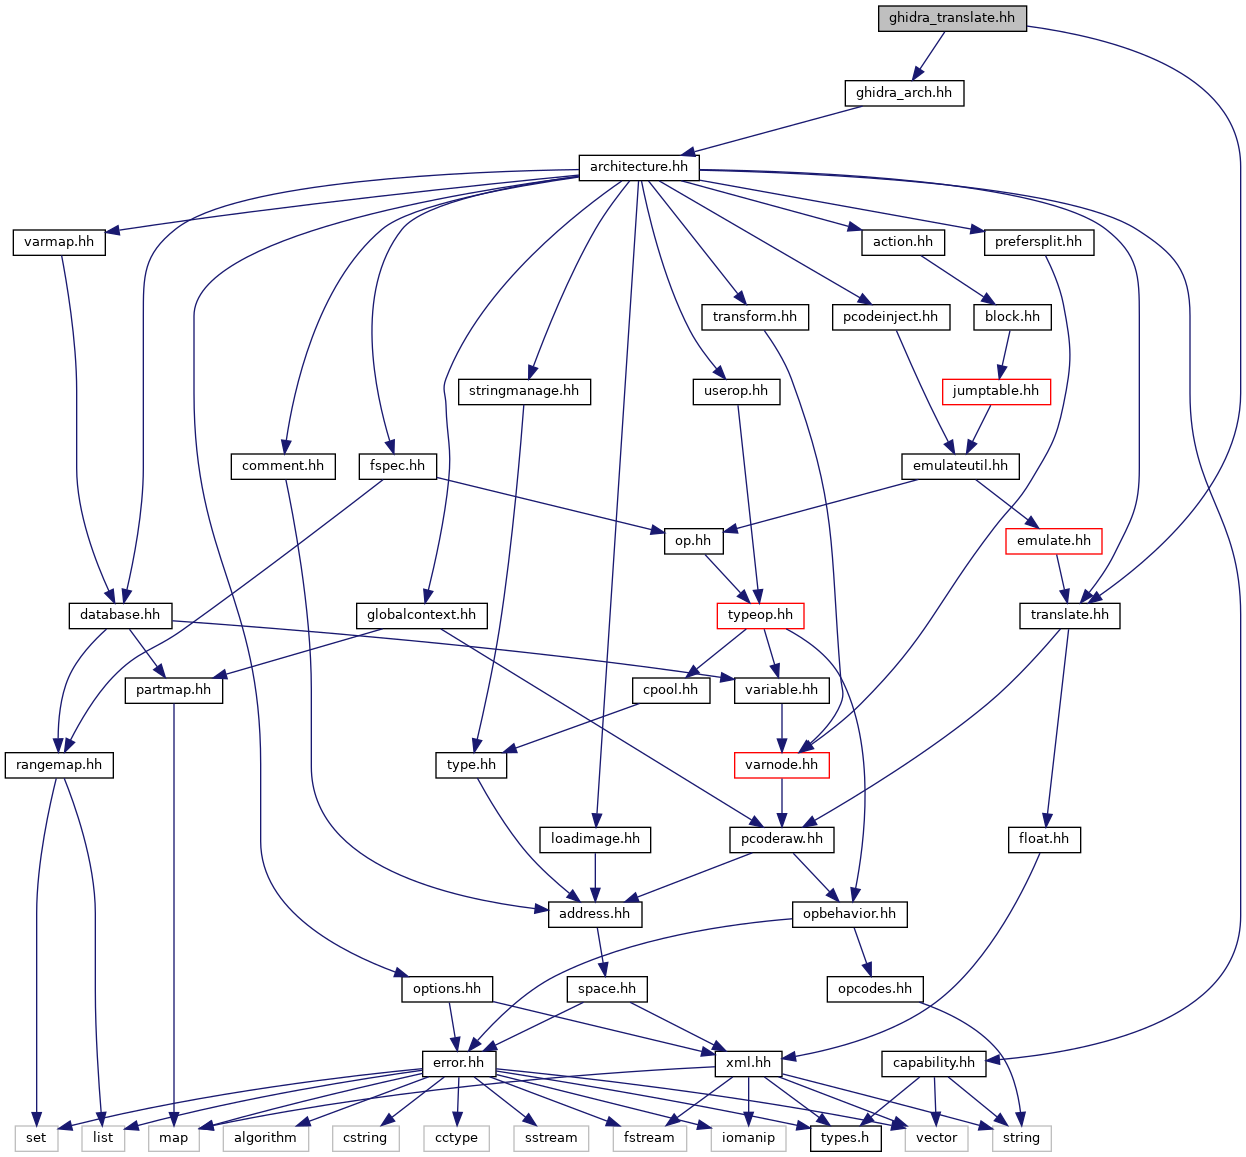 ghidra_translate.hh
ghidra_arch.hh
architecture.hh
varmap.hh
action.hh
prefersplit.hh
transform.hh
pcodeinject.hh
block.hh
stringmanage.hh
userop.hh
jumptable.hh
comment.hh
fspec.hh
emulateutil.hh
op.hh
emulate.hh
database.hh
globalcontext.hh
typeop.hh
translate.hh
partmap.hh
cpool.hh
variable.hh
rangemap.hh
type.hh
varnode.hh
loadimage.hh
pcoderaw.hh
float.hh
address.hh
opbehavior.hh
options.hh
space.hh
opcodes.hh
error.hh
xml.hh
capability.hh
set
list
map
algorithm
cstring
cctype
sstream
fstream
iomanip
types.h
vector
string